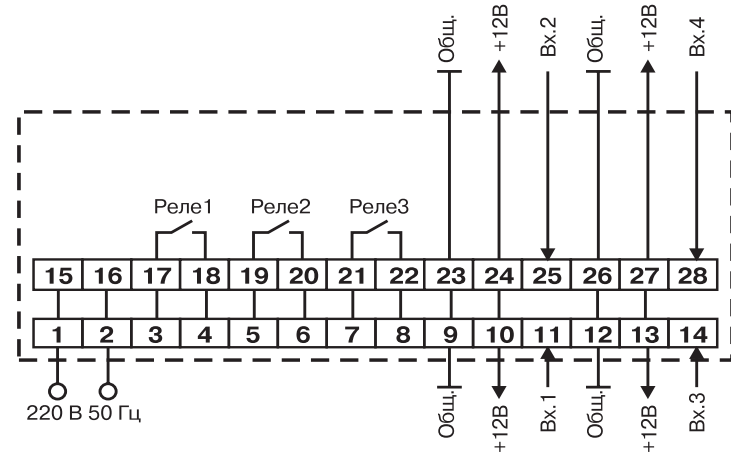 Общ. +12В Вх.2 Общ. +12В Вх.4
Реле1 Реле2 Реле3
15 16 17 18 19 20 21 22 23 24 25 26 27 28
1 2 3 4 5 6 7 8 9 10 11 12 13 14
220 В 50 Гц
Общ. +12В Вх.1 Общ. +12В Вх.3